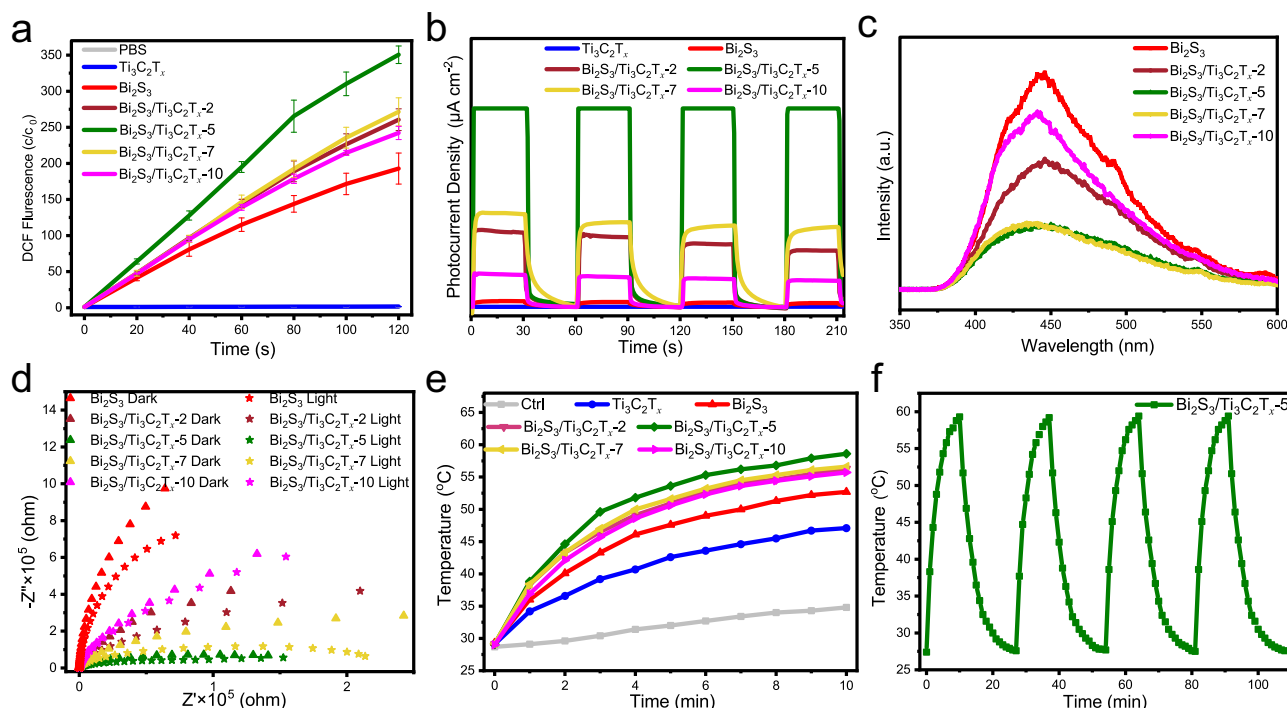 a
DCF Flurescence (c/c₀)
350
300
250
200
150
100
50
0
PBS
Ti₃C₂Tₓ
Bi₂S₃
Bi₂S₃/Ti₃C₂Tₓ-2
Bi₂S₃/Ti₃C₂Tₓ-5
Bi₂S₃/Ti₃C₂Tₓ-7
Bi₂S₃/Ti₃C₂Tₓ-10
0 20 40 60 80 100 120
Time (s)
b
Photocurrent Density (µA cm⁻²)
Ti₃C₂Tₓ Bi₂S₃
Bi₂S₃/Ti₃C₂Tₓ-2 Bi₂S₃/Ti₃C₂Tₓ-5
Bi₂S₃/Ti₃C₂Tₓ-7 Bi₂S₃/Ti₃C₂Tₓ-10
0 30 60 90 120 150 180 210
Time (s)
c
Intensity (a.u.)
Bi₂S₃
Bi₂S₃/Ti₃C₂Tₓ-2
Bi₂S₃/Ti₃C₂Tₓ-5
Bi₂S₃/Ti₃C₂Tₓ-7
Bi₂S₃/Ti₃C₂Tₓ-10
350 400 450 500 550 600
Wavelength (nm)
d
-Z''×10⁵ (ohm)
14
12
10
8
6
4
2
0
Bi₂S₃ Dark Bi₂S₃ Light
Bi₂S₃/Ti₃C₂Tₓ-2 Dark Bi₂S₃/Ti₃C₂Tₓ-2 Light
Bi₂S₃/Ti₃C₂Tₓ-5 Dark Bi₂S₃/Ti₃C₂Tₓ-5 Light
Bi₂S₃/Ti₃C₂Tₓ-7 Dark Bi₂S₃/Ti₃C₂Tₓ-7 Light
Bi₂S₃/Ti₃C₂Tₓ-10 Dark Bi₂S₃/Ti₃C₂Tₓ-10 Light
0 1 2
Z'×10⁵ (ohm)
e
Temperature (°C)
65
60
55
50
45
40
35
30
25
Ctrl Ti₃C₂Tₓ Bi₂S₃
Bi₂S₃/Ti₃C₂Tₓ-2 Bi₂S₃/Ti₃C₂Tₓ-5
Bi₂S₃/Ti₃C₂Tₓ-7 Bi₂S₃/Ti₃C₂Tₓ-10
0 2 4 6 8 10
Time (min)
f
Temperature (°C)
60
55
50
45
40
35
30
25
Bi₂S₃/Ti₃C₂Tₓ-5
0 20 40 60 80 100
Time (min)